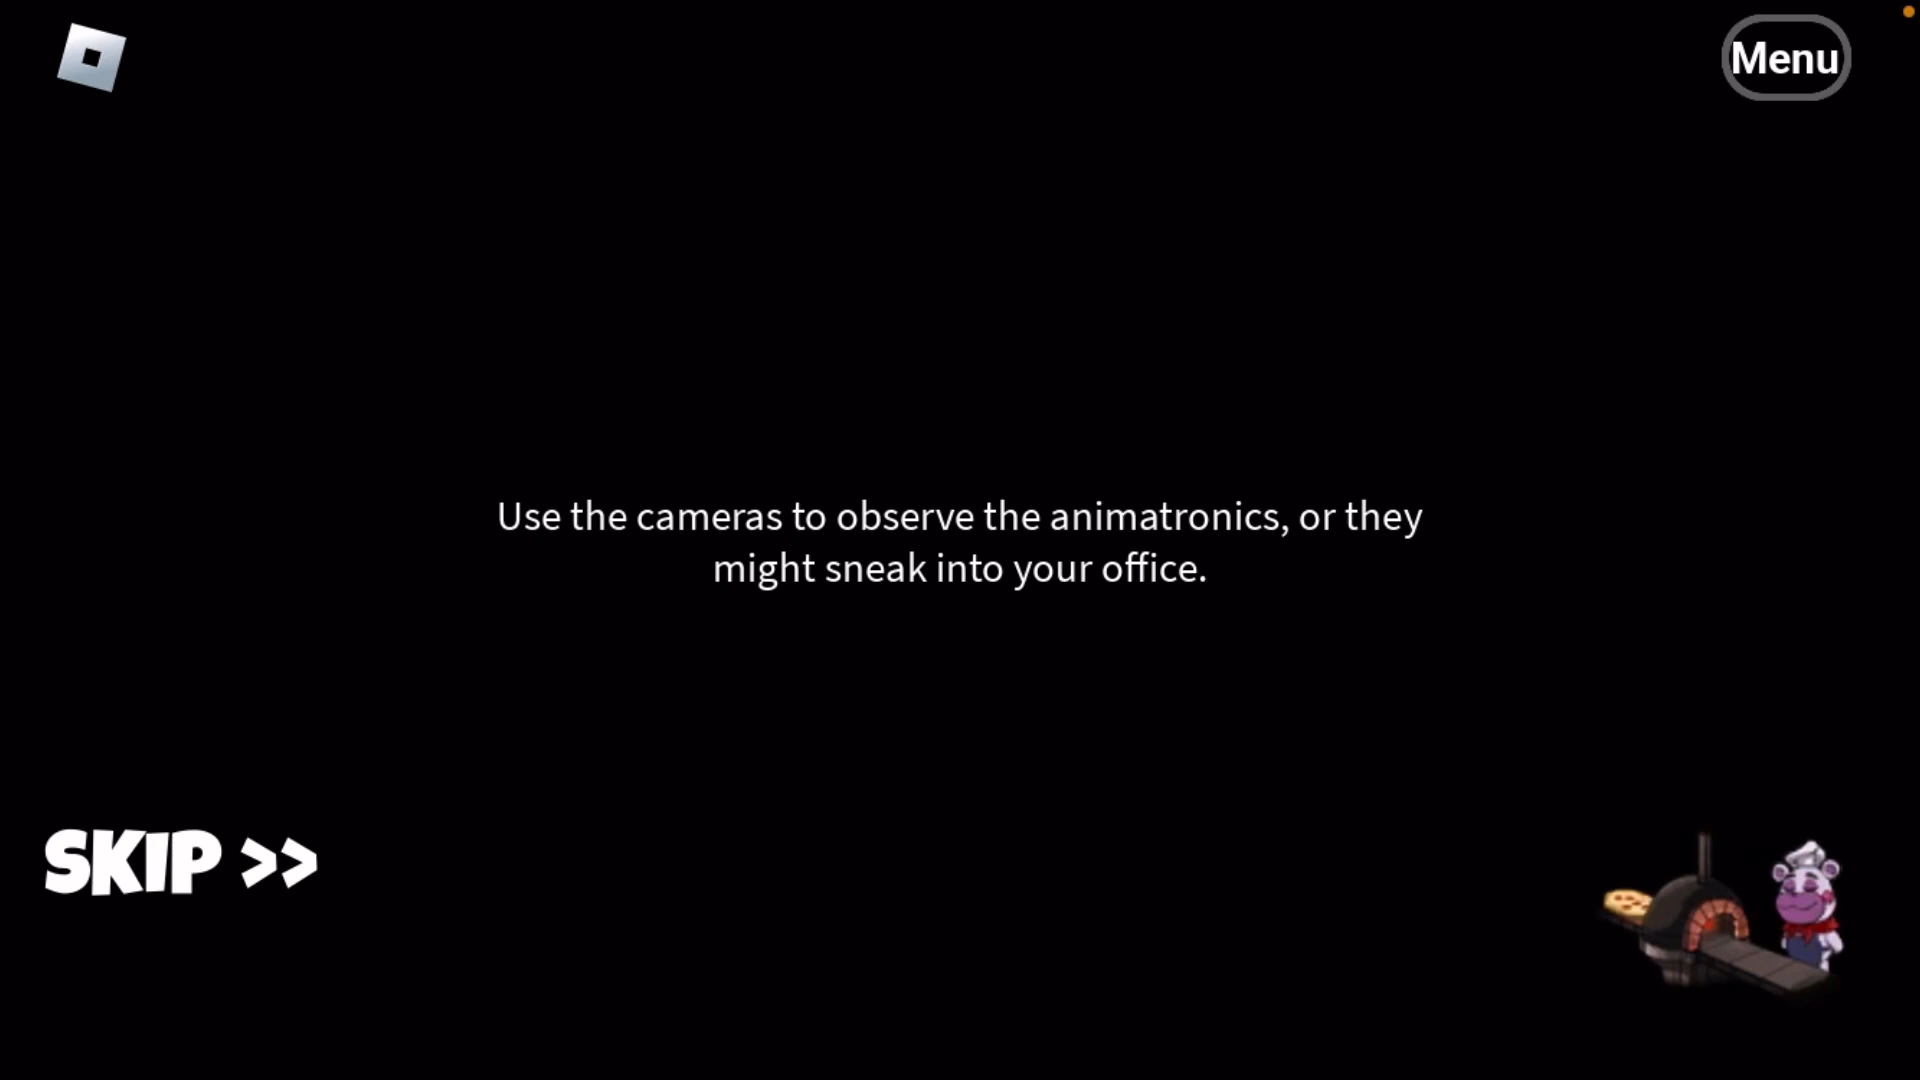 Menu
Use the cameras to observe the animatronics, or they
might sneak into your office.
SKIP >>